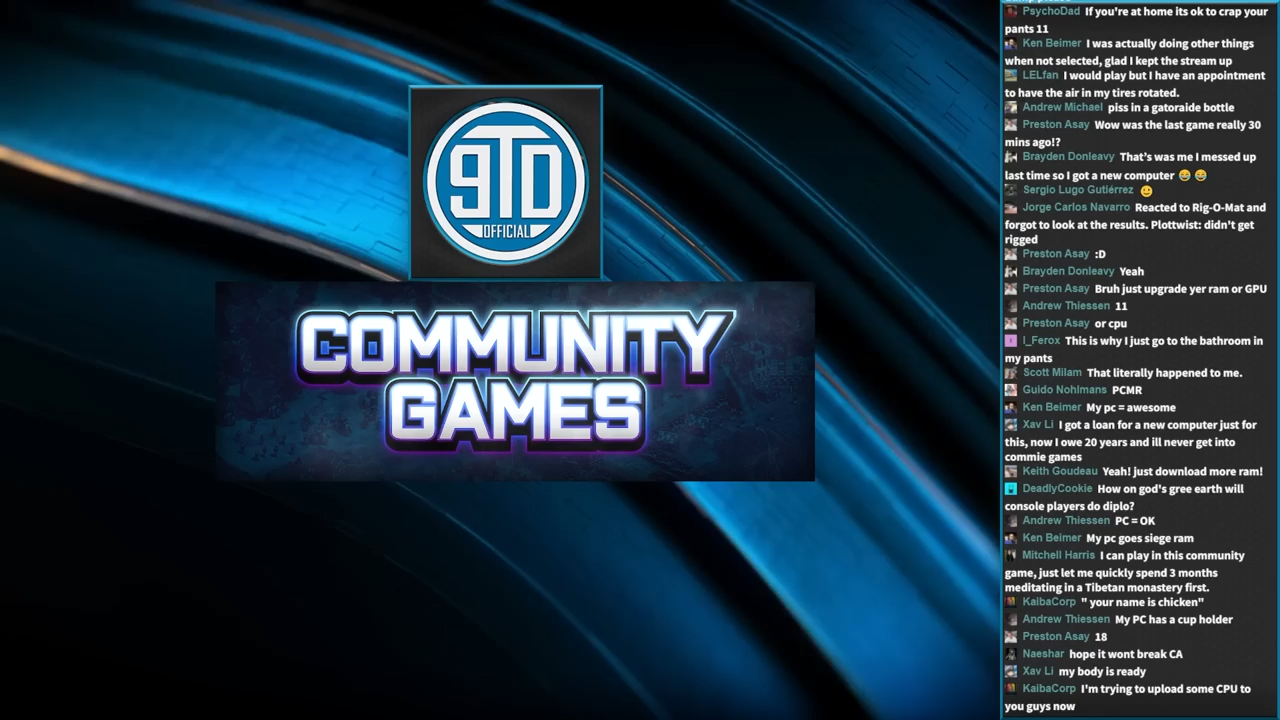 9TD
OFFICIAL
COMMUNITY
GAMES
PsychoDad If you're at home its ok to crap your
pants 11
Ken Beimer I was actually doing other things
when not selected, glad I kept the stream up
LELfan I would play but I have an appointment
to have the air in my tires rotated.
Andrew Michael piss in a gatoraide bottle
Preston Asay Wow was the last game really 30
mins ago!?
Brayden Donleavy That's was me I messed up
last time so I got a new computer 😂 😂
Sergio Lugo Gutiérrez 🙂
Jorge Carlos Navarro Reacted to Rig-O-Mat and
forgot to look at the results. Plottwist: didn't get
rigged
Preston Asay :D
Brayden Donleavy Yeah
Preston Asay Bruh just upgrade yer ram or GPU
Andrew Thiessen 11
Preston Asay or cpu
I_Ferox This is why I just go to the bathroom in
my pants
Scott Milam That literally happened to me.
Guido Nohlmans PCMR
Ken Beimer My pc = awesome
Xav Li I got a loan for a new computer just for
this, now I owe 20 years and ill never get into
commie games
Keith Goudeau Yeah! just download more ram!
DeadlyCookie How on god's gree earth will
console players do diplo?
Andrew Thiessen PC = OK
Ken Beimer My pc goes siege ram
Mitchell Harris I can play in this community
game, just let me quickly spend 3 months
meditating in a Tibetan monastery first.
KaibaCorp " your name is chicken"
Andrew Thiessen My PC has a cup holder
Preston Asay 18
Naeshar hope it wont break CA
Xav Li my body is ready
KaibaCorp I'm trying to upload some CPU to
you guys now